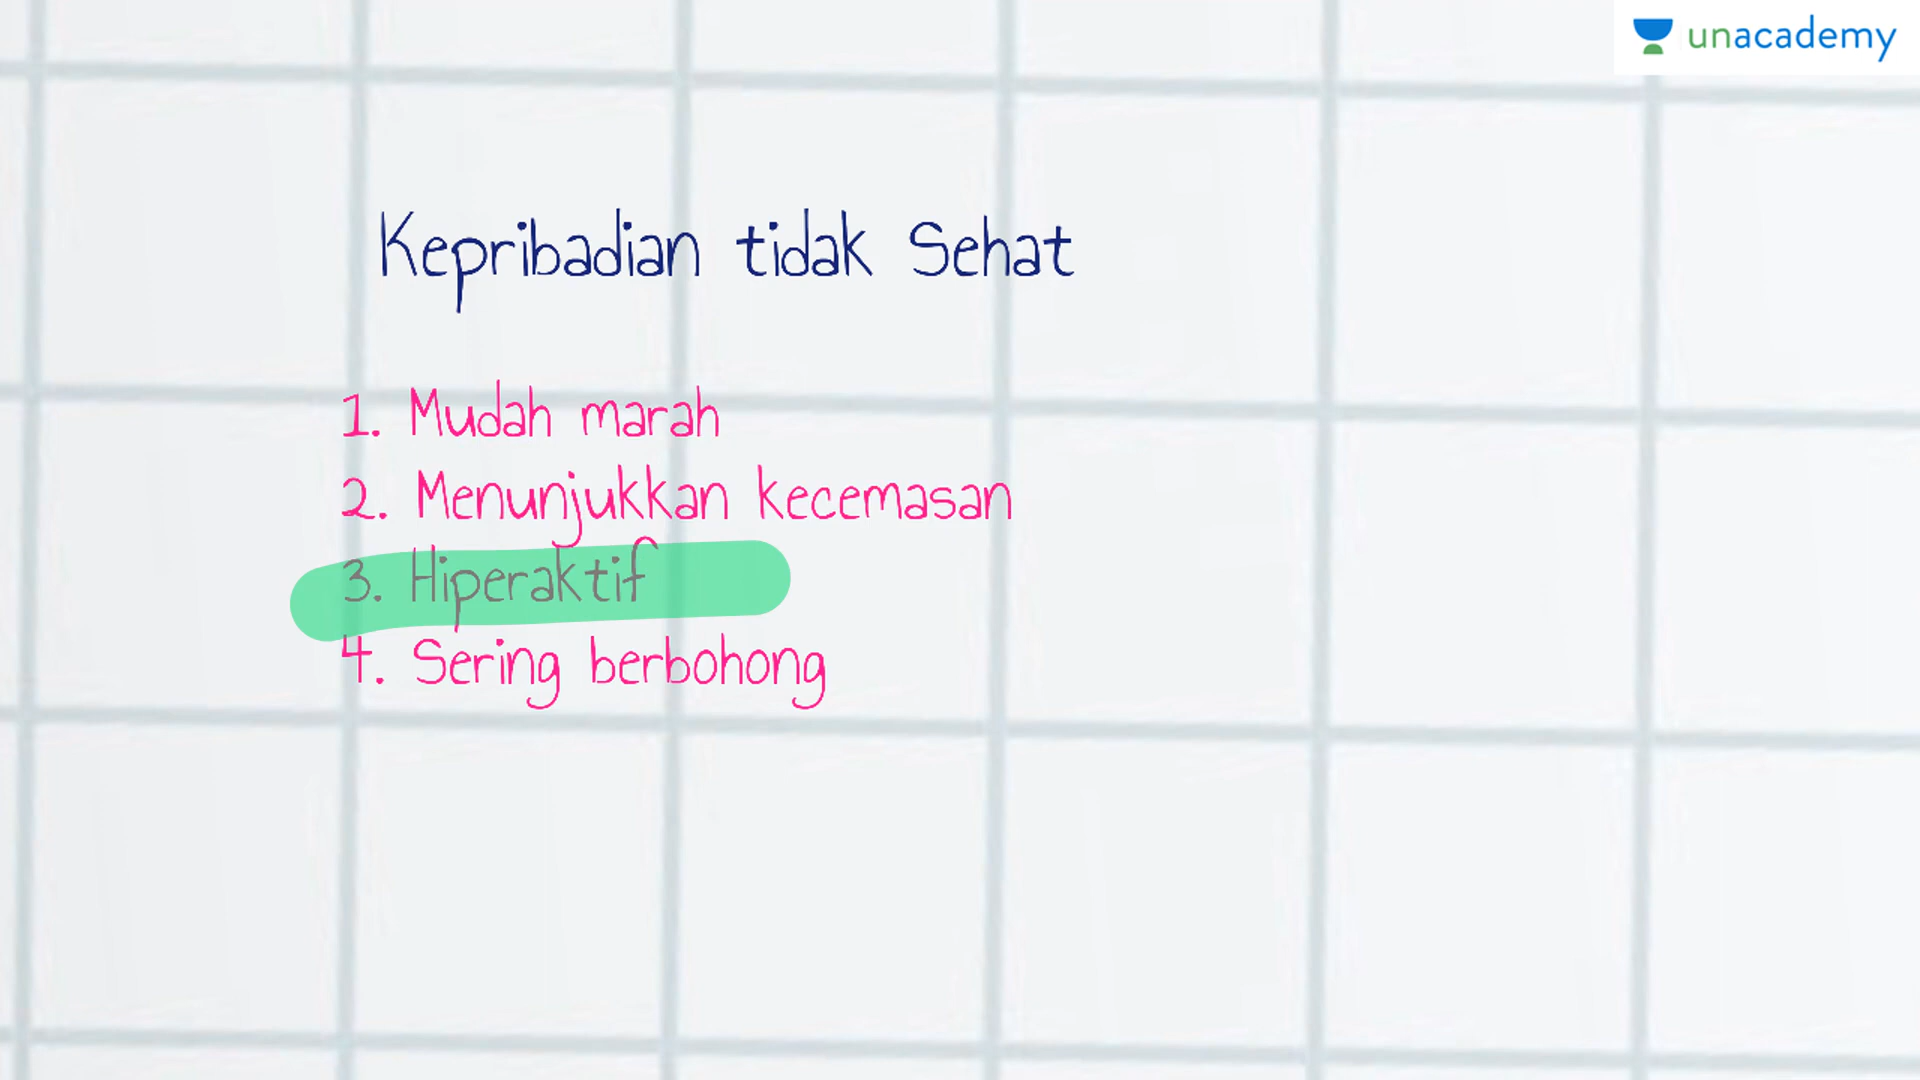 unacademy
Kepribadian tidak Sehat
1. Mudah marah
2. Menunjukkan kecemasan
3. Hiperaktif
4. Sering berbohong